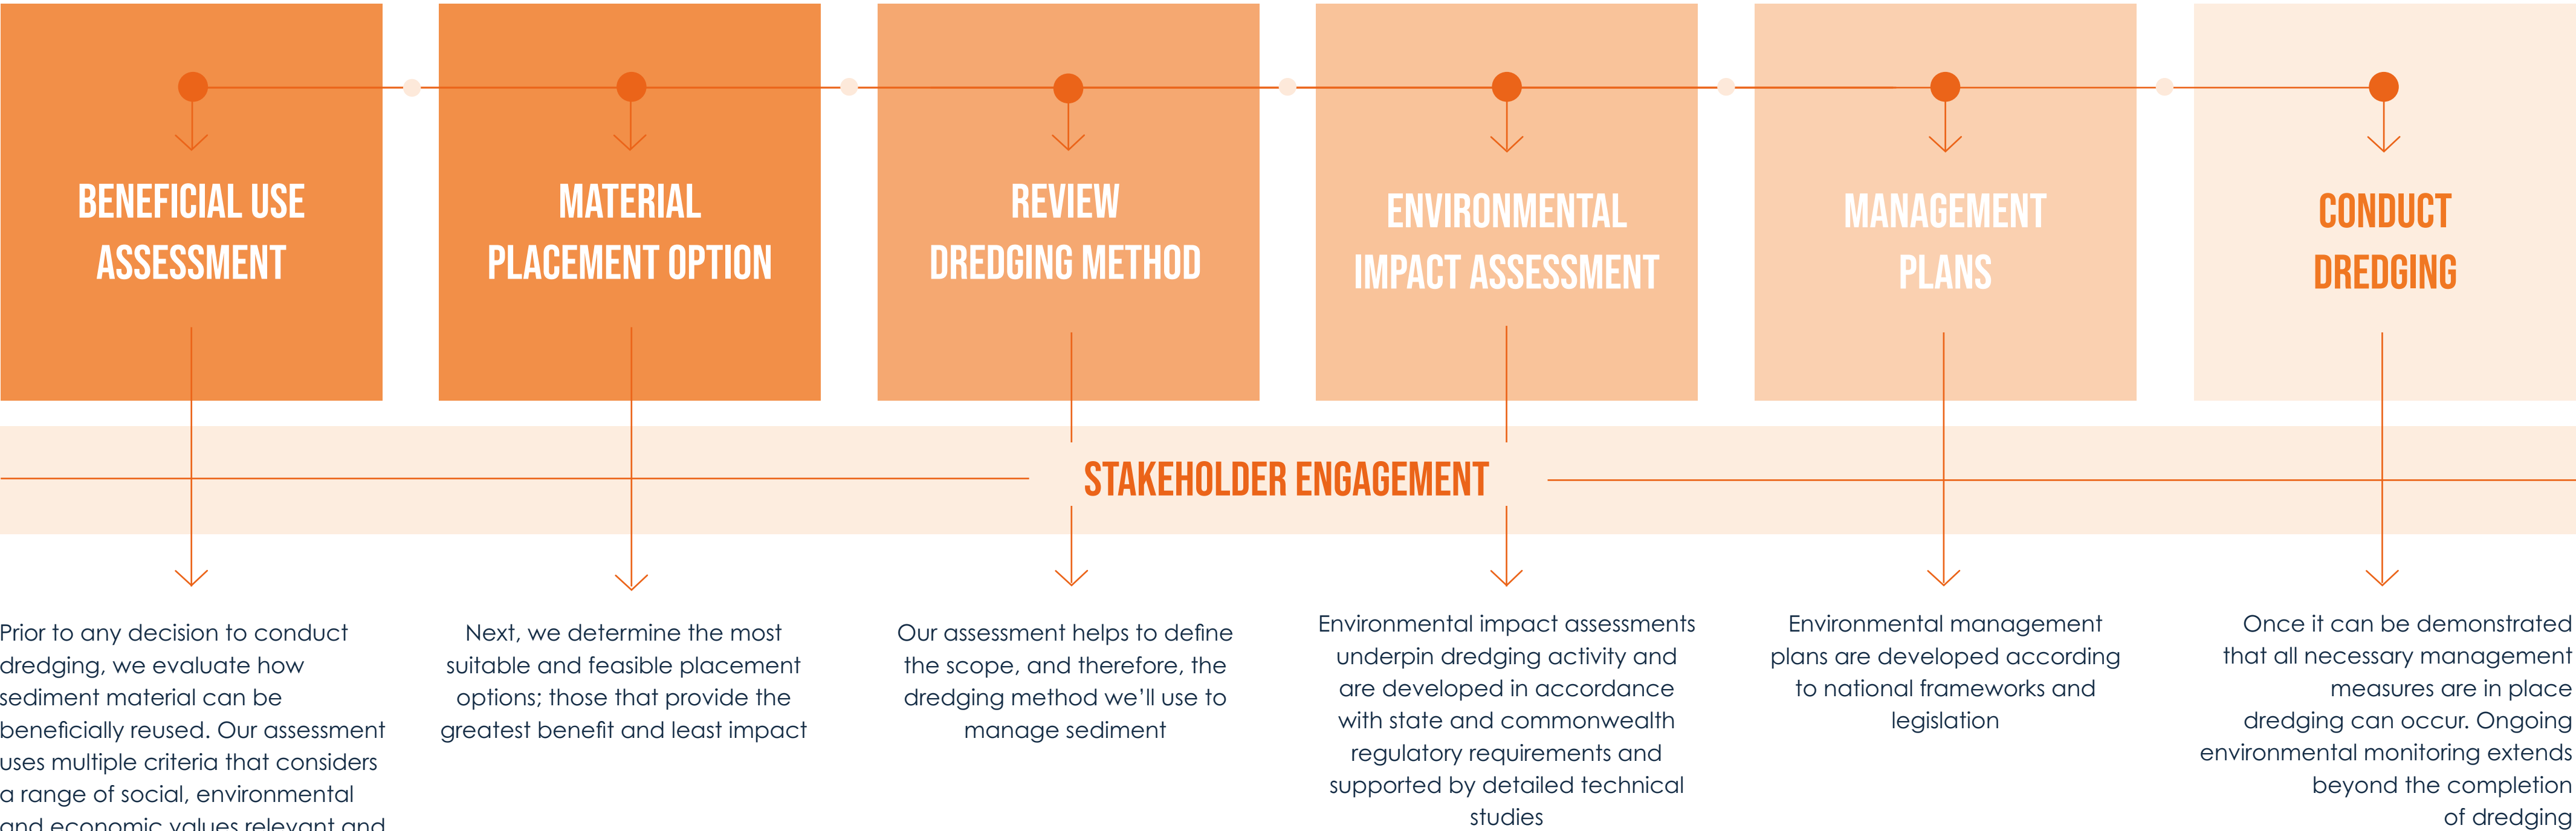 BENEFICIAL USE
ASSESSMENT
MATERIAL
PLACEMENT OPTION
REVIEW
DREDGING METHOD
ENVIRONMENTAL
IMPACT ASSESSMENT
MANAGEMENT
PLANS
CONDUCT
DREDGING
STAKEHOLDER ENGAGEMENT
Prior to any decision to conduct
dredging, we evaluate how
sediment material can be
beneficially reused. Our assessment
uses multiple criteria that considers
a range of social, environmental
and economic values relevant and
Next, we determine the most
suitable and feasible placement
options; those that provide the
greatest benefit and least impact
Our assessment helps to define
the scope, and therefore, the
dredging method we’ll use to
manage sediment
Environmental impact assessments
underpin dredging activity and
are developed in accordance
with state and commonwealth
regulatory requirements and
supported by detailed technical
studies
Environmental management
plans are developed according
to national frameworks and
legislation
Once it can be demonstrated
that all necessary management
measures are in place
dredging can occur. Ongoing
environmental monitoring extends
beyond the completion
of dredging